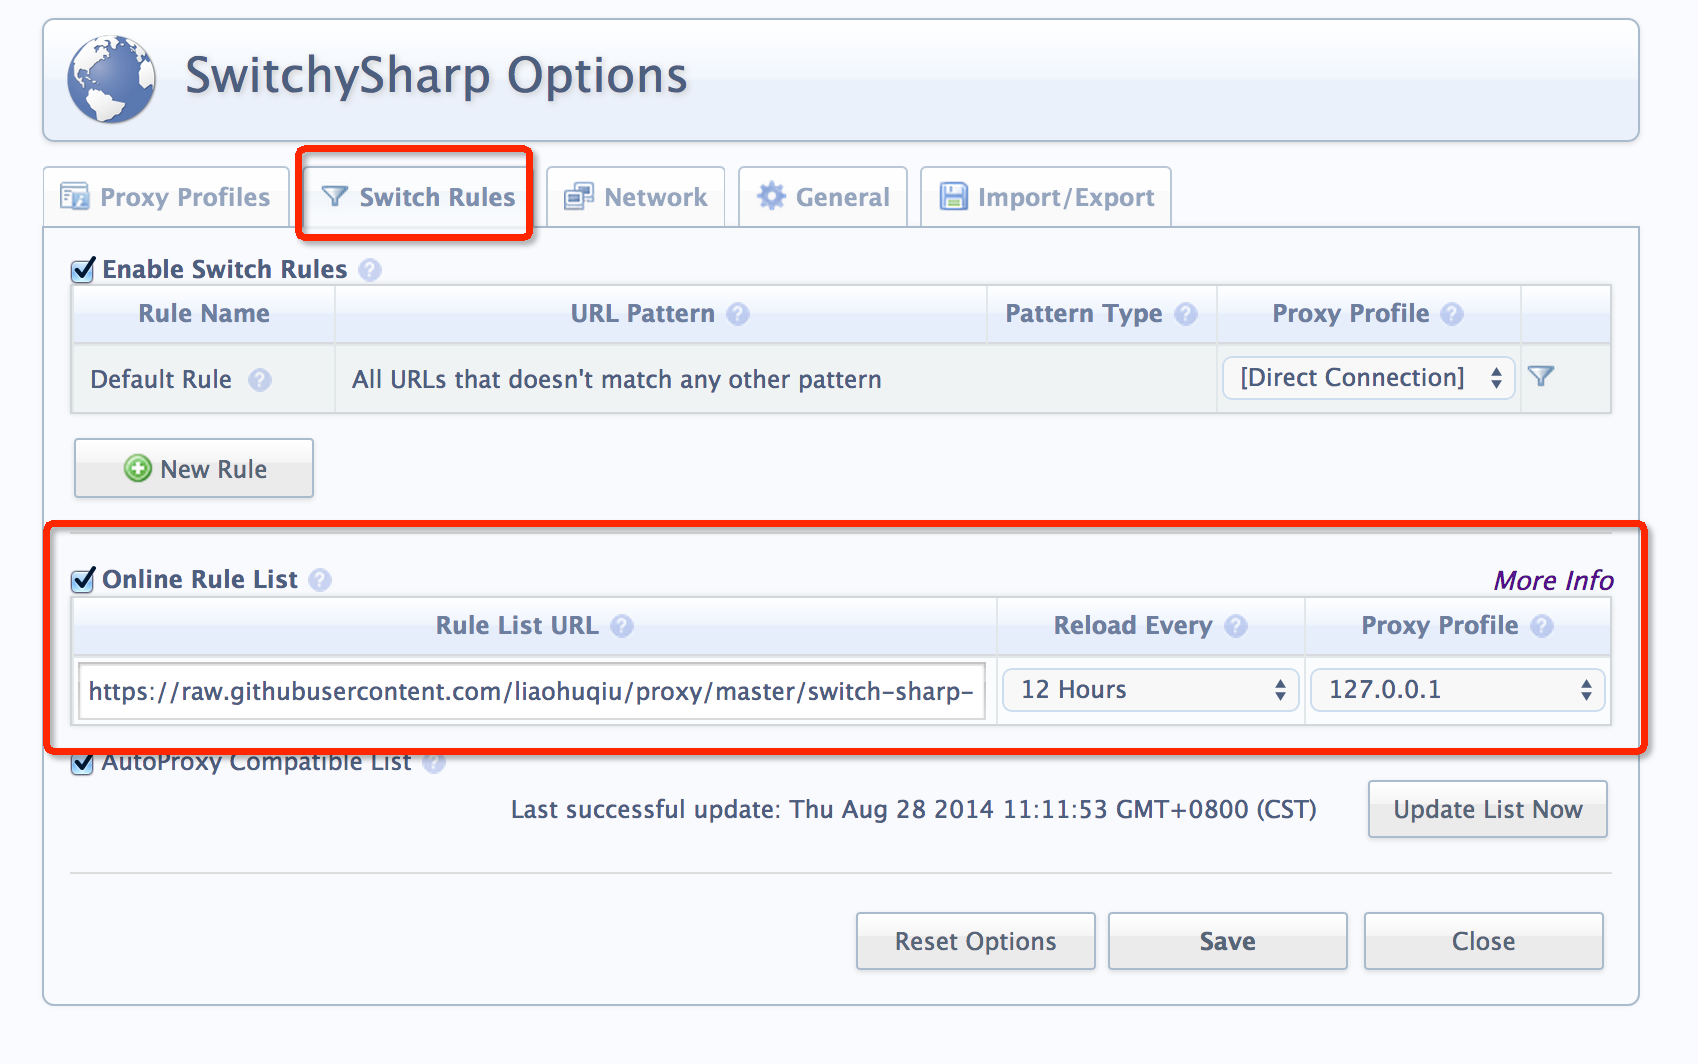 SwitchySharp Options
Proxy Profiles Switch Rules Network General Import/Export
Enable Switch Rules ?
Rule Name URL Pattern ? Pattern Type ? Proxy Profile ?
Default Rule ? All URLs that doesn't match any other pattern [Direct Connection]
New Rule
Online Rule List ? More Info
Rule List URL ? Reload Every ? Proxy Profile ?
https://raw.githubusercontent.com/liaohuqiu/proxy/master/switch-sharp- 12 Hours 127.0.0.1
AutoProxy Compatible List ?
Last successful update: Thu Aug 28 2014 11:11:53 GMT+0800 (CST) Update List Now
Reset Options Save Close